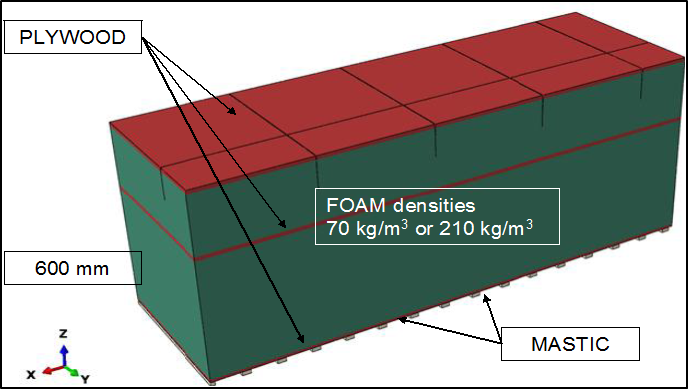 PLYWOOD
FOAM densities
70 kg/m³ or 210 kg/m³
600 mm
MASTIC
Z
X
Y